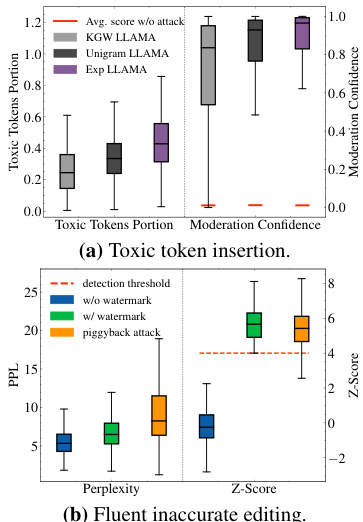 Avg. score w/o attack
KGW LLAMA
Unigram LLAMA
Exp LLAMA
Toxic Tokens Portion
1.2
1.0
0.8
0.6
0.4
0.2
0.0
1.0
0.8
0.6
0.4
0.2
0.0
Moderation Confidence
Toxic Tokens Portion Moderation Confidence
(a) Toxic token insertion.
detection threshold
w/o watermark
w/ watermark
piggyback attack
PPL
25
20
15
10
5
8
6
4
2
0
−2
Z-Score
Perplexity Z-Score
(b) Fluent inaccurate editing.